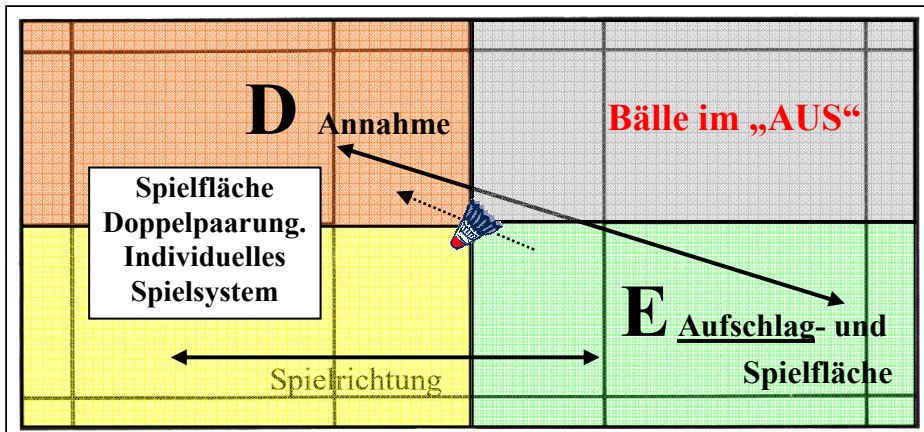 D Annahme
Bälle im „AUS“
Spielfläche
Doppelpaarung.
Individuelles
Spielsystem
E Aufschlag- und
Spielfläche
Spielrichtung